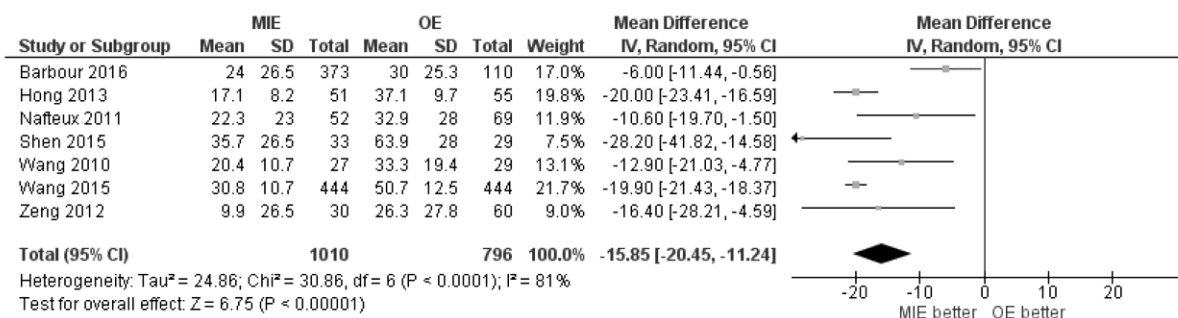 MIE OE Mean Difference Mean Difference
Study or Subgroup Mean SD Total Mean SD Total Weight IV, Random, 95% CI IV, Random, 95% CI
Barbour 2016 24 26.5 373 30 25.3 110 17.0% -6.00 [-11.44, -0.56]
Hong 2013 17.1 8.2 51 37.1 9.7 55 19.8% -20.00 [-23.41, -16.59]
Nafteux 2011 22.3 23 52 32.9 28 69 11.9% -10.60 [-19.70, -1.50]
Shen 2015 35.7 26.5 33 63.9 28 29 7.5% -28.20 [-41.82, -14.58]
Wang 2010 20.4 10.7 27 33.3 19.4 29 13.1% -12.90 [-21.03, -4.77]
Wang 2015 30.8 10.7 444 50.7 12.5 444 21.7% -19.90 [-21.43, -18.37]
Zeng 2012 9.9 26.5 30 26.3 27.8 60 9.0% -16.40 [-28.21, -4.59]
Total (95% CI) 1010 796 100.0% -15.85 [-20.45, -11.24]
Heterogeneity: Tau² = 24.86; Chi² = 30.86, df = 6 (P < 0.0001); I² = 81%
Test for overall effect: Z = 6.75 (P < 0.00001)
-20 -10 0 10 20
MIE better OE better